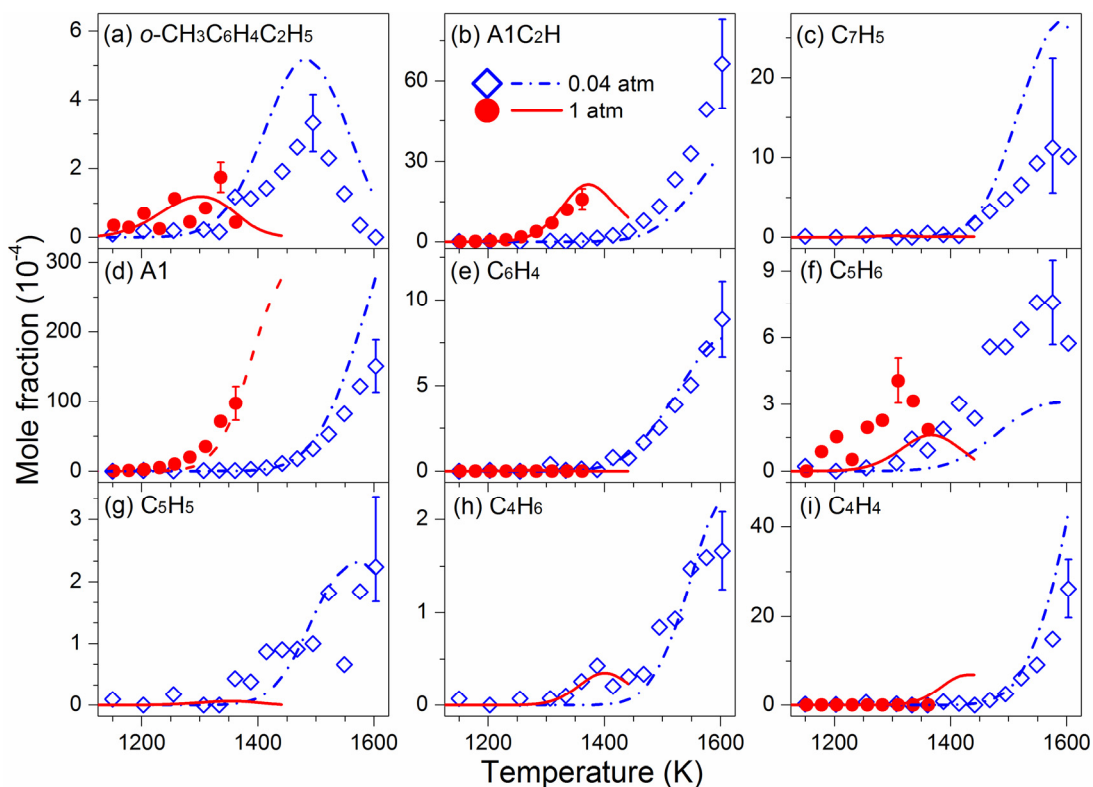 (a) o-CH3C6H4C2H5
(b) A1C2H
(c) C7H5
0.04 atm
1 atm
6
4
2
0
60
30
0
20
10
0
(d) A1
(e) C6H4
(f) C5H6
300
200
100
0
10
5
0
9
6
3
0
(g) C5H5
(h) C4H6
(i) C4H4
3
2
1
0
2
1
0
40
20
0
1200 1400 1600
1200 1400 1600
1200 1400 1600
Mole fraction (10-4)
Temperature (K)